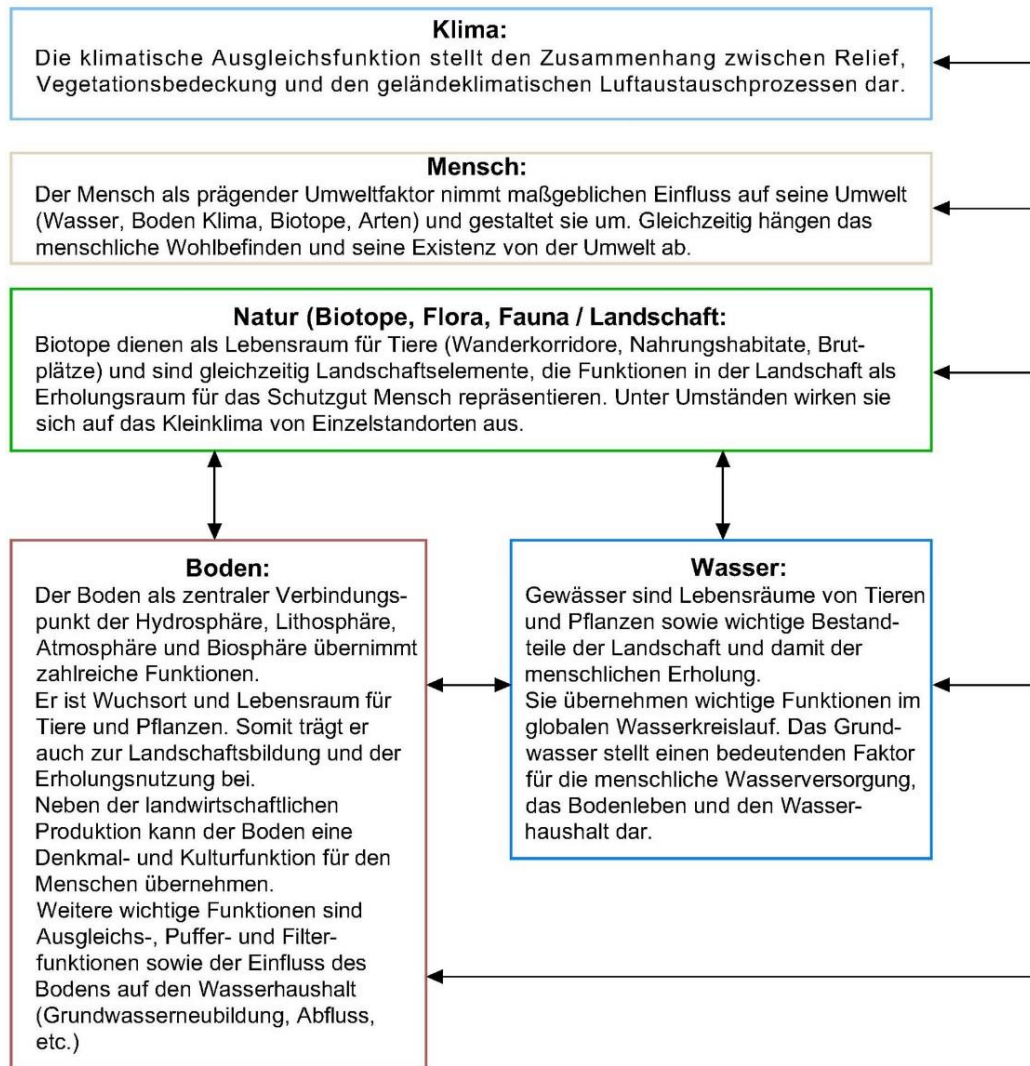 Klima:
Die klimatische Ausgleichsfunktion stellt den Zusammenhang zwischen Relief,
Vegetationsbedeckung und den geländeklimatischen Luftaustauschprozessen dar.
Mensch:
Der Mensch als prägender Umweltfaktor nimmt maßgeblichen Einfluss auf seine Umwelt
(Wasser, Boden Klima, Biotope, Arten) und gestaltet sie um. Gleichzeitig hängen das
menschliche Wohlbefinden und seine Existenz von der Umwelt ab.
Natur (Biotope, Flora, Fauna / Landschaft:
Biotope dienen als Lebensraum für Tiere (Wanderkorridore, Nahrungshabitate, Brut-
plätze) und sind gleichzeitig Landschaftselemente, die Funktionen in der Landschaft als
Erholungsraum für das Schutzgut Mensch repräsentieren. Unter Umständen wirken sie
sich auf das Kleinklima von Einzelstandorten aus.
Boden:
Der Boden als zentraler Verbindungs-
punkt der Hydrosphäre, Lithosphäre,
Atmosphäre und Biosphäre übernimmt
zahlreiche Funktionen.
Er ist Wuchsort und Lebensraum für
Tiere und Pflanzen. Somit trägt er
auch zur Landschaftsbildung und der
Erholungsnutzung bei.
Neben der landwirtschaftlichen
Produktion kann der Boden eine
Denkmal- und Kulturfunktion für den
Menschen übernehmen.
Weitere wichtige Funktionen sind
Ausgleichs-, Puffer- und Filter-
funktionen sowie der Einfluss des
Bodens auf den Wasserhaushalt
(Grundwasserneubildung, Abfluss,
etc.)
Wasser:
Gewässer sind Lebensräume von Tieren
und Pflanzen sowie wichtige Bestand-
teile der Landschaft und damit der
menschlichen Erholung.
Sie übernehmen wichtige Funktionen im
globalen Wasserkreislauf. Das Grund-
wasser stellt einen bedeutenden Faktor
für die menschliche Wasserversorgung,
das Bodenleben und den Wasser-
haushalt dar.